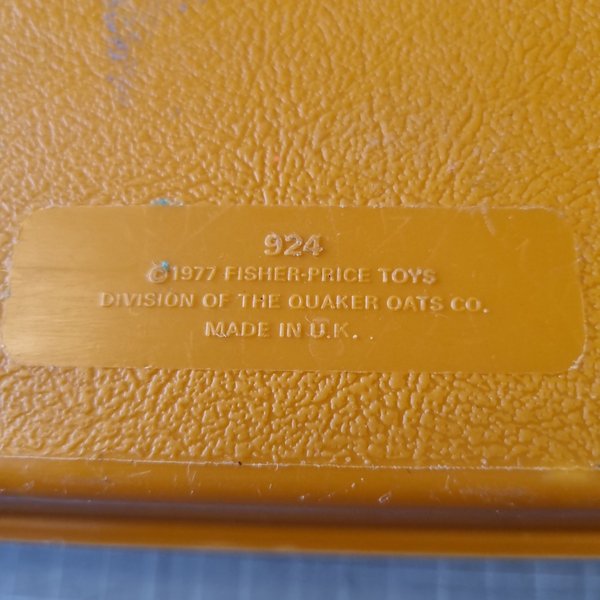 924
©1977 FISHER-PRICE TOYS
DIVISION OF THE QUAKER OATS CO.
MADE IN U.K.